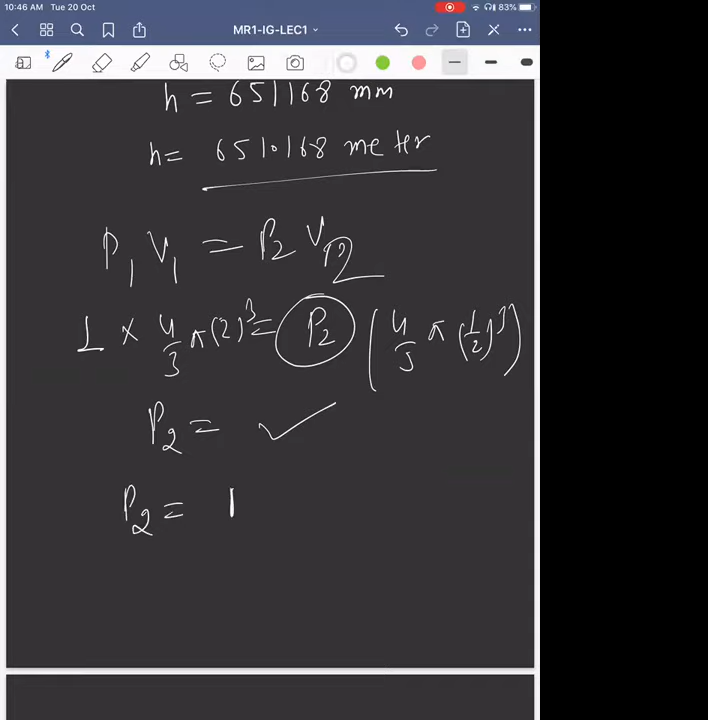 10:46 AM Tue 20 Oct 83%
MR1-IG-LEC1
h = 651168 mm
h = 651.168 meter
P₁ V₁ = P₂ V₂
1 × 4/3 π (2)³ = P₂ (4/3 π (1/2)³)
P₂ = ✓
P₂ = 1